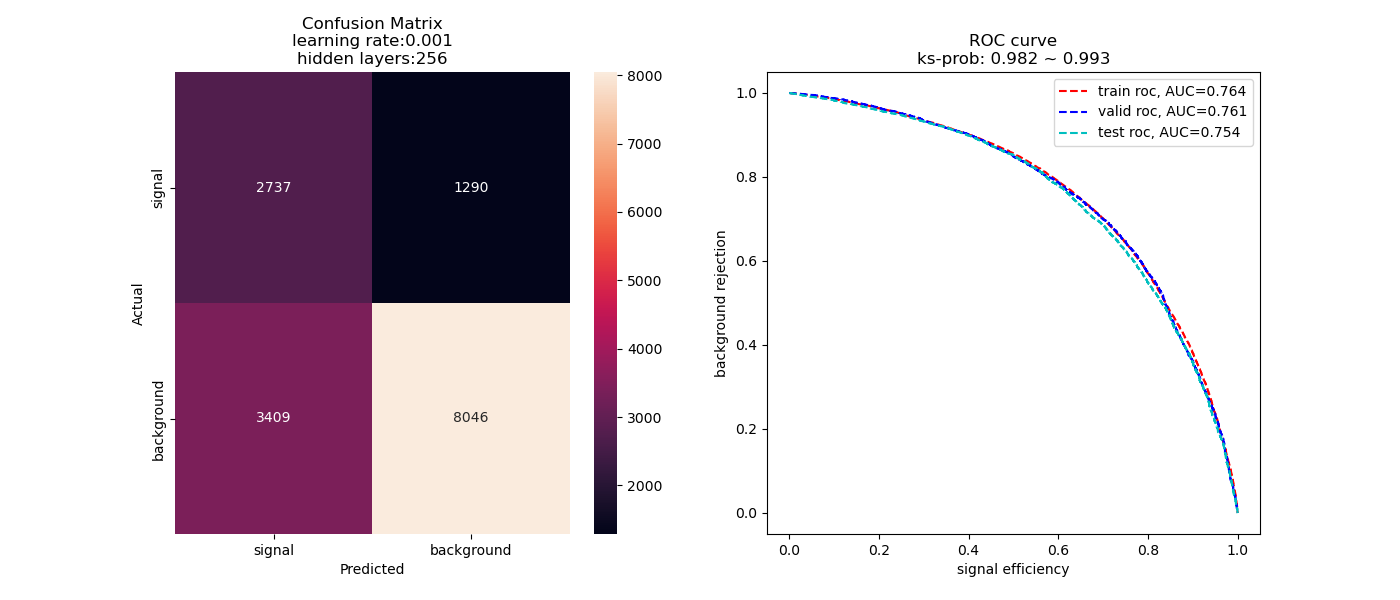 Confusion Matrix
learning rate:0.001
hidden layers:256
signal
background
Actual
2737
1290
3409
8046
signal
background
Predicted
8000
7000
6000
5000
4000
3000
2000
ROC curve
ks-prob: 0.982 ~ 0.993
train roc, AUC=0.764
valid roc, AUC=0.761
test roc, AUC=0.754
background rejection
1.0
0.8
0.6
0.4
0.2
0.0
0.0
0.2
0.4
0.6
0.8
1.0
signal efficiency